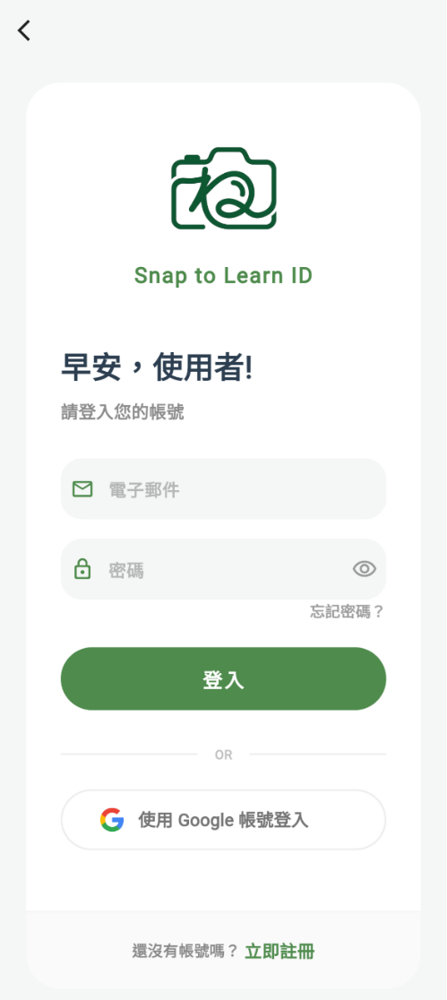 Snap to Learn ID
早安，使用者!
請登入您的帳號
電子郵件
密碼
忘記密碼？
登入
OR
使用 Google 帳號登入
還沒有帳號嗎？ 立即註冊